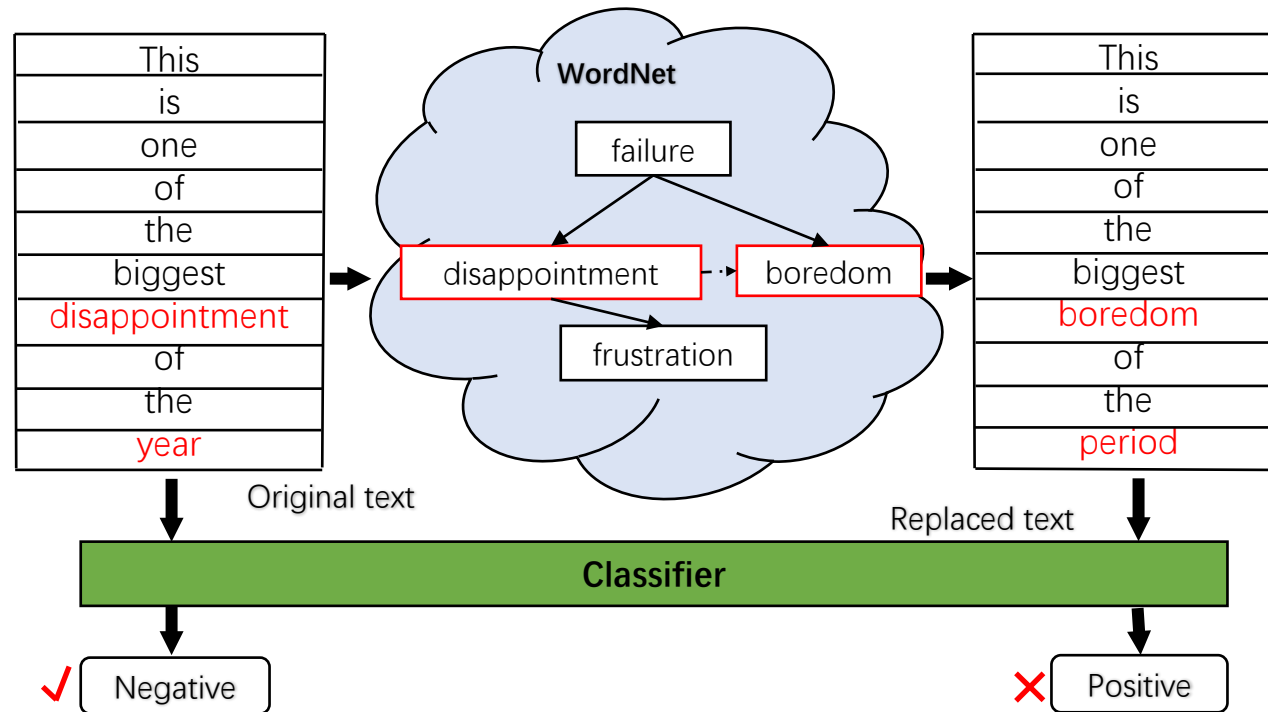 This
is
one
of
the
biggest
disappointment
of
the
year
WordNet
failure
disappointment
boredom
frustration
This
is
one
of
the
biggest
boredom
of
the
period
Original text
Replaced text
Classifier
Negative
Positive